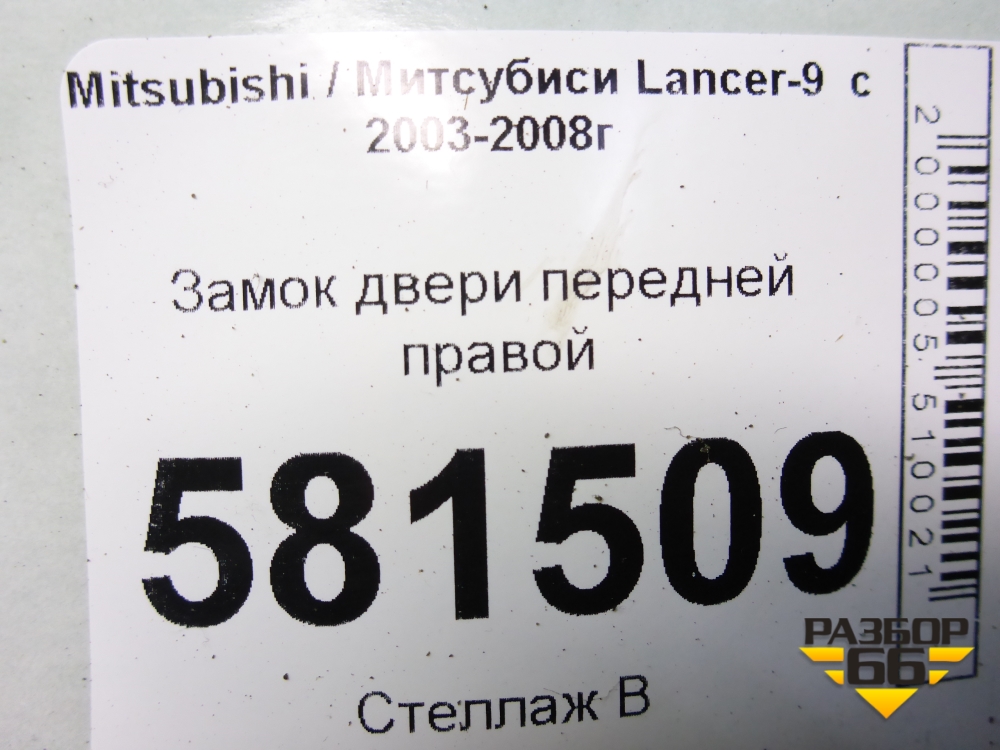 Mitsubishi / Митсубиси Lancer-9 с
2003-2008г
Замок двери передней
правой
581509
Стеллаж В
2000005510021
РАЗБОР
66